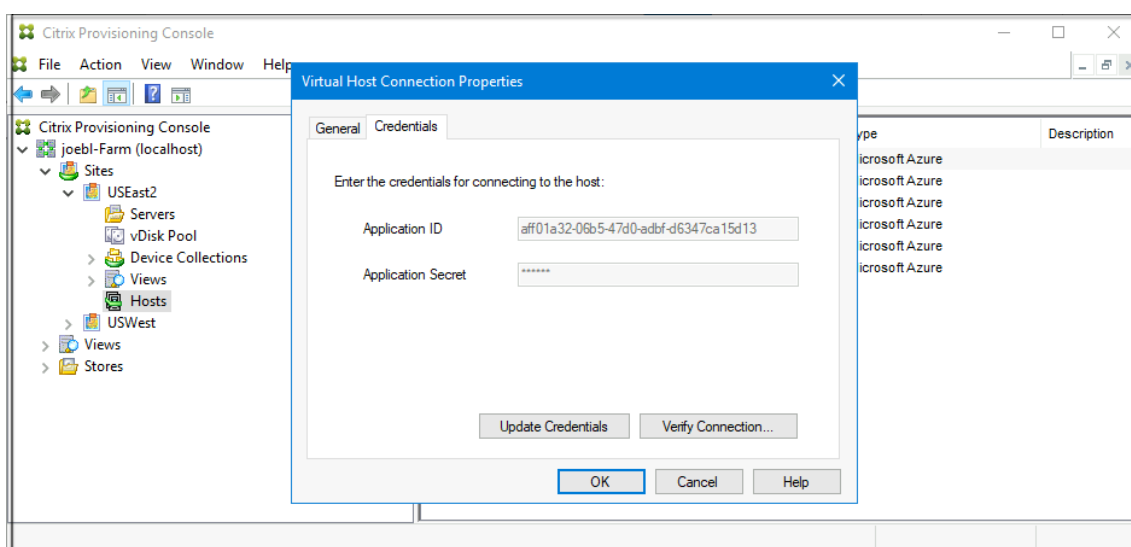 Citrix Provisioning Console
File Action View Window Help
Virtual Host Connection Properties
Citrix Provisioning Console
joebl-Farm (localhost)
Sites
USEast2
Servers
vDisk Pool
Device Collections
Views
Hosts
USWest
Views
Stores
General Credentials
Enter the credentials for connecting to the host:
Application ID aff01a32-06b5-47d0-adbf-d6347ca15d13
Application Secret ******
Update Credentials Verify Connection...
OK Cancel Help
ype Description
icrosoft Azure
icrosoft Azure
icrosoft Azure
icrosoft Azure
icrosoft Azure
icrosoft Azure